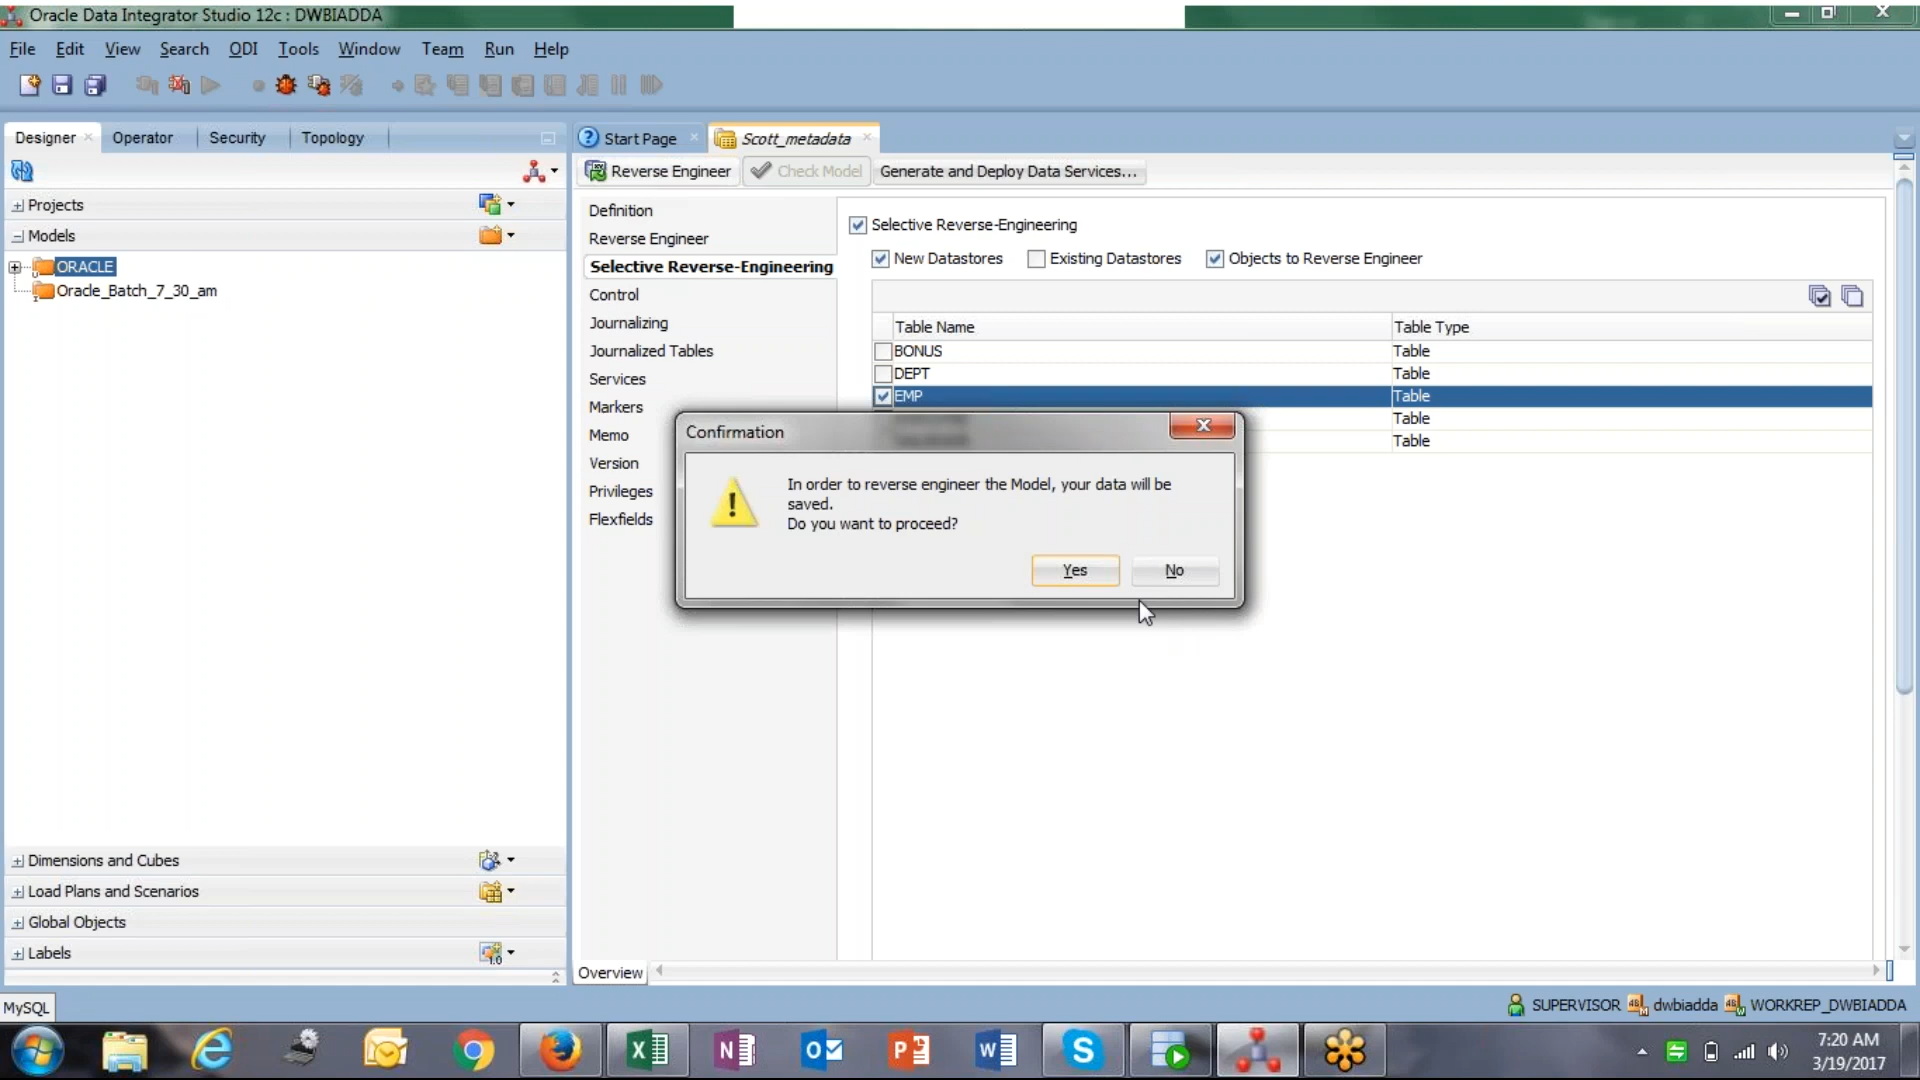 Oracle Data Integrator Studio 12c : DWBIADDA
File Edit View Search ODI Tools Window Team Run Help
Designer Operator Security Topology
Start Page Scott_metadata
Reverse Engineer Check Model Generate and Deploy Data Services...
Projects
Models
ORACLE
Oracle_Batch_7_30_am
Dimensions and Cubes
Load Plans and Scenarios
Global Objects
Labels
Definition
Reverse Engineer
Selective Reverse-Engineering
Control
Journalizing
Journalized Tables
Services
Markers
Memo
Version
Privileges
Flexfields
Selective Reverse-Engineering
New Datastores Existing Datastores Objects to Reverse Engineer
Table Name Table Type
BONUS Table
DEPT Table
EMP Table
Table
Table
Confirmation
In order to reverse engineer the Model, your data will be
saved.
Do you want to proceed?
Yes No
Overview
MySQL
SUPERVISOR dwbiadda WORKREP_DWBIADDA
7:20 AM
3/19/2017